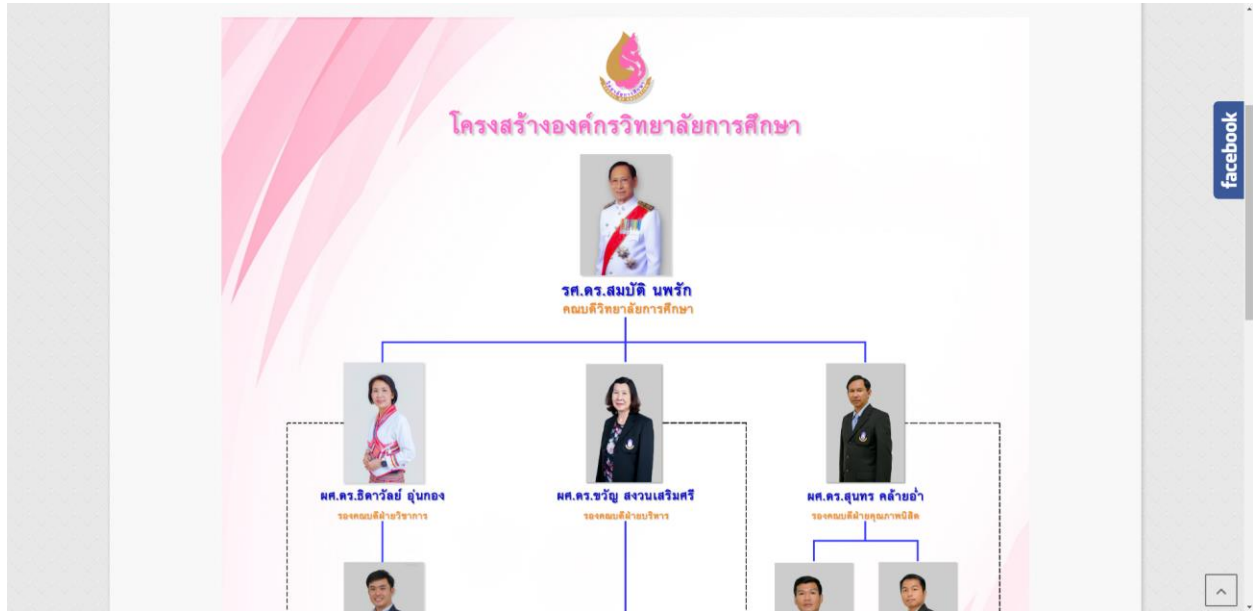 โครงสร้างองค์กรวิทยาลัยการศึกษา
facebook
รศ.ดร.สมบัติ นพรัก
คณบดีวิทยาลัยการศึกษา
ผศ.ดร.ธิดาวัลย์ อุ่นกอง
ผศ.ดร.ขวัญ สงวนเสริมศรี
ผศ.ดร.สุนทร คล้ายอ่ำ
รองคณบดีฝ่ายวิชาการ
รองคณบดีฝ่ายบริหาร
รองคณบดีฝ่ายคุณภาพนิสิต